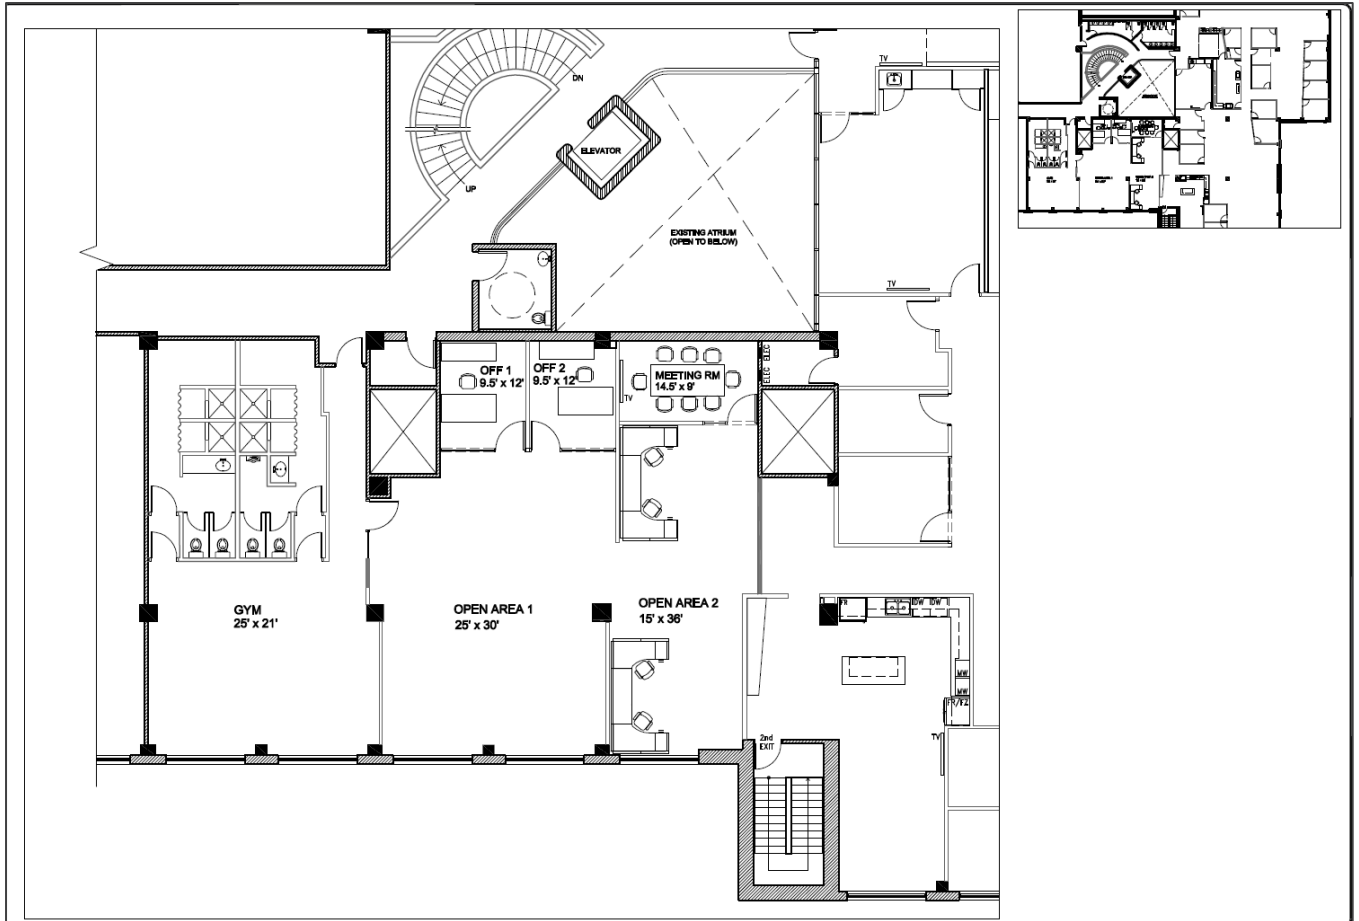 DN
TV
ELEVATOR
UP
EXISTING ATRIUM
(OPEN TO BELOW)
TV
OFF 1
9.5' x 12'
OFF 2
9.5' x 12'
MEETING RM
14.5' x 9'
TV
ELEC
ELEC
GYM
25' x 21'
OPEN AREA 1
25' x 30'
OPEN AREA 2
15' x 36'
FR
DW
DW
MW
MW
FR/FZ
TV
2nd
EXIT